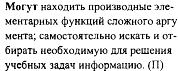 Могут находить производные эле-
ментарных функций сложного аргу
мента; самостоятельно искать и от-
бирать необходимую для решения
учебных задач информацию. (П)